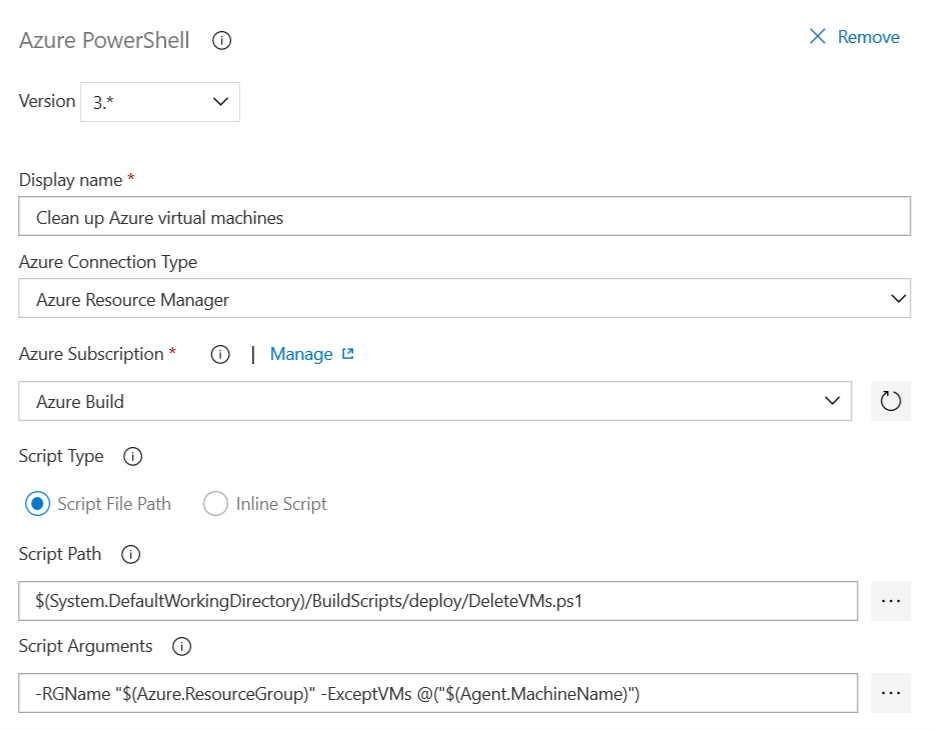 Azure PowerShell
Remove
Version 3.*
Display name *
Clean up Azure virtual machines
Azure Connection Type
Azure Resource Manager
Azure Subscription * | Manage
Azure Build
Script Type
Script File Path Inline Script
Script Path
$(System.DefaultWorkingDirectory)/BuildScripts/deploy/DeleteVMs.ps1
Script Arguments
-RGName "$(Azure.ResourceGroup)" -ExceptVMs @("$(Agent.MachineName)")